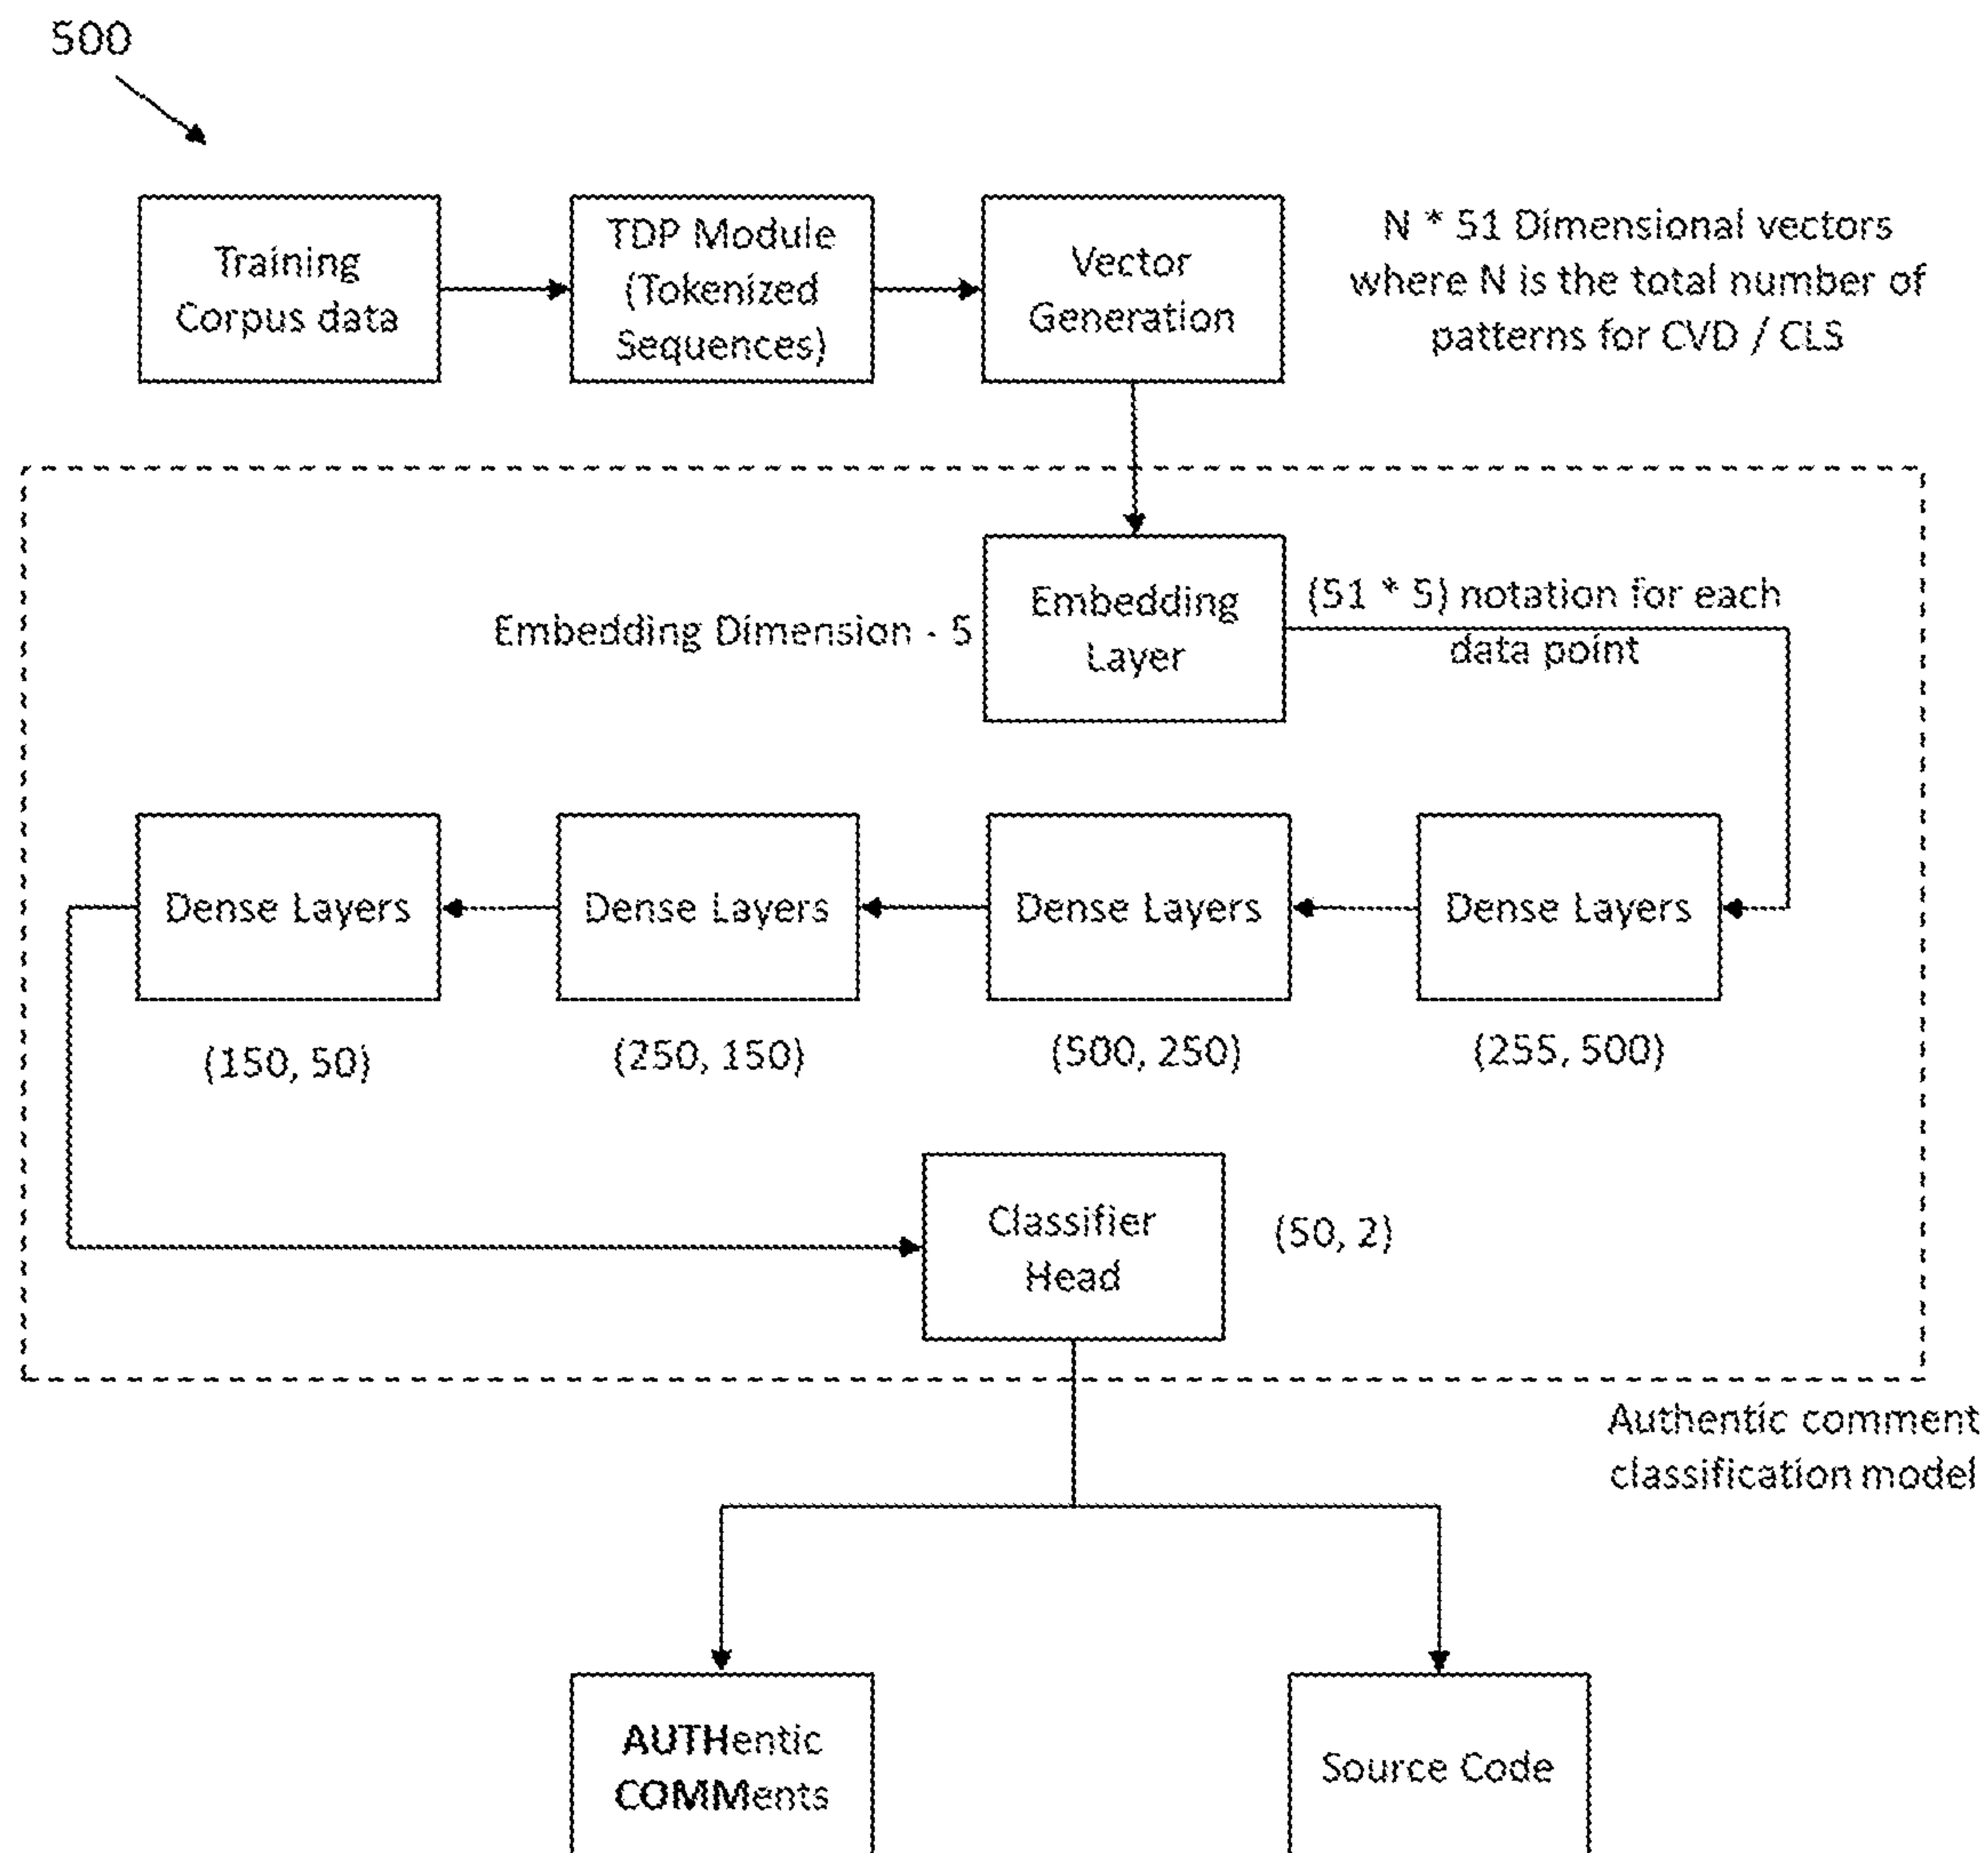 500
Training
Corpus data
TDP Module
(Tokenized
Sequences)
Vector
Generation
N * 51 Dimensional vectors
where N is the total number of
patterns for CVD / CLS
Embedding Dimension - 5
Embedding
Layer
(51 * 5) notation for each
data point
Dense Layers
Dense Layers
Dense Layers
Dense Layers
(150, 50)
(250, 150)
(500, 250)
(255, 500)
Classifier
Head
(50, 2)
Authentic comment
classification model
AUTHentic
COMMents
Source Code